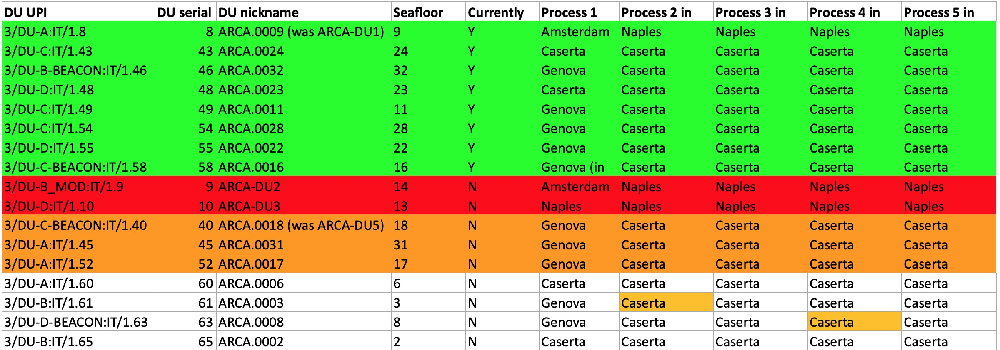 DU UPI DU serial DU nickname Seafloor Currently Process 1 Process 2 in Process 3 in Process 4 in Process 5 in
3/DU-A:IT/1.8 8 ARCA.0009 (was ARCA-DU1) 9 Y Amsterdam Naples Naples Naples Naples
3/DU-C:IT/1.43 43 ARCA.0024 24 Y Caserta Caserta Caserta Caserta Caserta
3/DU-B-BEACON:IT/1.46 46 ARCA.0032 32 Y Genova Caserta Caserta Caserta Caserta
3/DU-D:IT/1.48 48 ARCA.0023 23 Y Caserta Caserta Caserta Caserta Caserta
3/DU-C:IT/1.49 49 ARCA.0011 11 Y Genova Caserta Caserta Caserta Caserta
3/DU-C:IT/1.54 54 ARCA.0028 28 Y Genova Caserta Caserta Caserta Caserta
3/DU-D:IT/1.55 55 ARCA.0022 22 Y Genova Caserta Caserta Caserta Caserta
3/DU-C-BEACON:IT/1.58 58 ARCA.0016 16 Y Genova (in Caserta Caserta Caserta Caserta
3/DU-B_MOD:IT/1.9 9 ARCA-DU2 14 N Amsterdam Naples Naples Naples Naples
3/DU-D:IT/1.10 10 ARCA-DU3 13 N Naples Naples Naples Naples Naples
3/DU-C-BEACON:IT/1.40 40 ARCA.0018 (was ARCA-DU5) 18 N Genova Caserta Caserta Caserta Caserta
3/DU-A:IT/1.45 45 ARCA.0031 31 N Genova Caserta Caserta Caserta Caserta
3/DU-A:IT/1.52 52 ARCA.0017 17 N Genova Caserta Caserta Caserta Caserta
3/DU-A:IT/1.60 60 ARCA.0006 6 N Caserta Caserta Caserta Caserta Caserta
3/DU-B:IT/1.61 61 ARCA.0003 3 N Genova Caserta Caserta Caserta Caserta
3/DU-D-BEACON:IT/1.63 63 ARCA.0008 8 N Genova Caserta Caserta Caserta Caserta
3/DU-B:IT/1.65 65 ARCA.0002 2 N Caserta Caserta Caserta Caserta Caserta